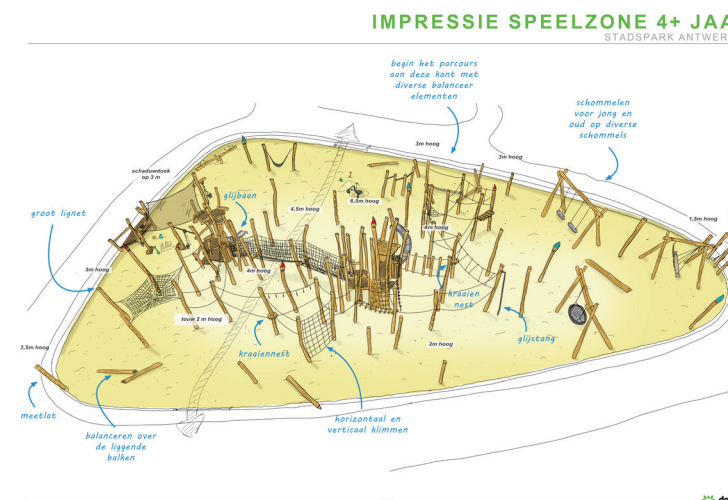 IMPRESSIE SPEELZONE 4+ JAA
STADSPARK ANTWER
begin het parcours
aan deze kant met
diverse balanceer
elementen
schommelen
voor jong en
oud op diverse
schommels
3m hoog
3m hoog
schaduwdoek
op 3 m
glijbaan
groot lignet
4,5m hoog
6,5m hoog
4m hoog
1,5m hoog
3m hoog
4m hoog
kraaien
nest
touw 2 m hoog
glijstang
kraaiennest
2m hoog
2,5m hoog
meetlat
horizontaal en
verticaal klimmen
balanceren over
de liggende
balken